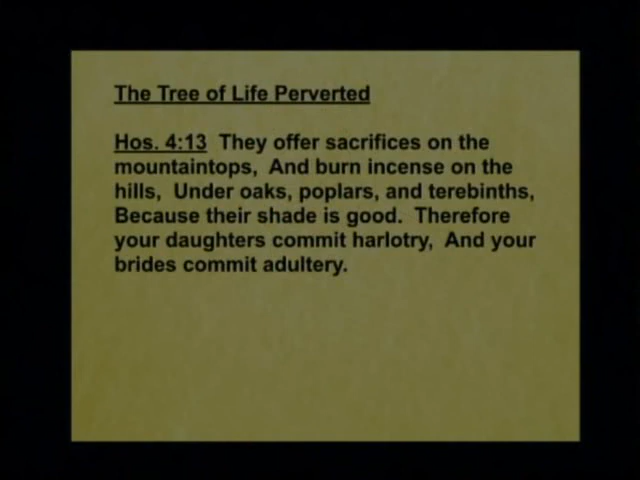 The Tree of Life Perverted
Hos. 4:13 They offer sacrifices on the
mountaintops, And burn incense on the
hills, Under oaks, poplars, and terebinths,
Because their shade is good. Therefore
your daughters commit harlotry, And your
brides commit adultery.